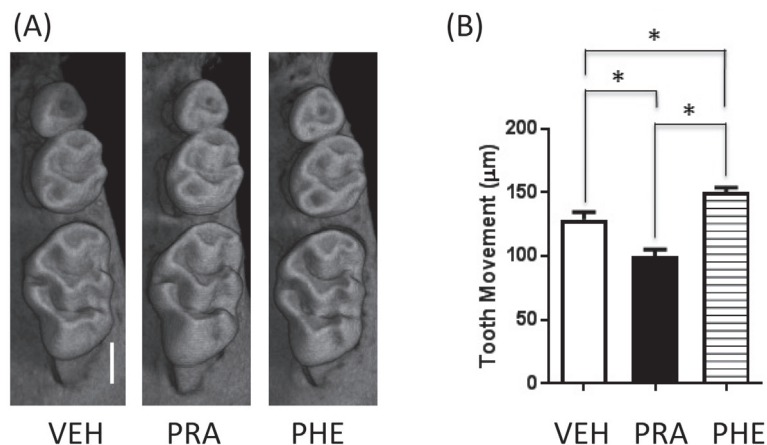 (A)
VEH PRA PHE
(B)
*
*
*
Tooth Movement (μm)
200
150
100
50
0
VEH PRA PHE